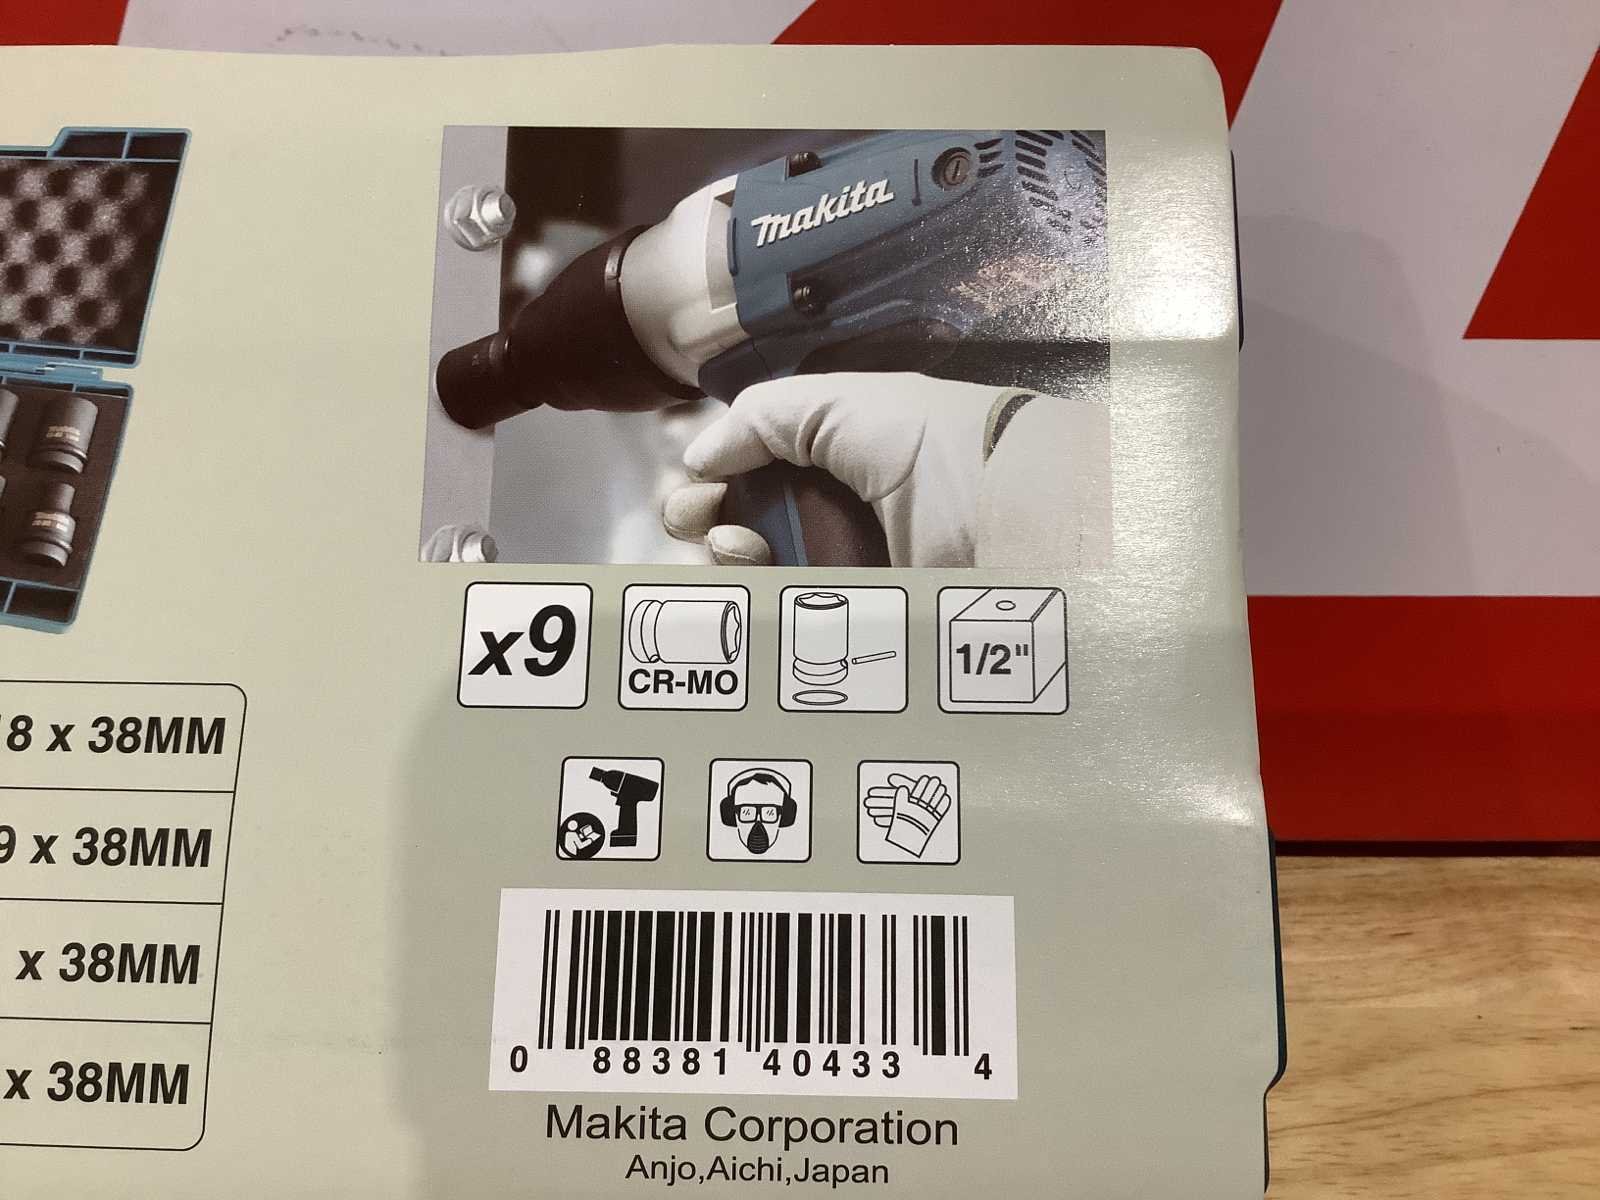 makita
x9
CR-MO
1/2"
8 x 38MM
9 x 38MM
x 38MM
x 38MM
0 88381 40433 4
Makita Corporation
Anjo,Aichi,Japan